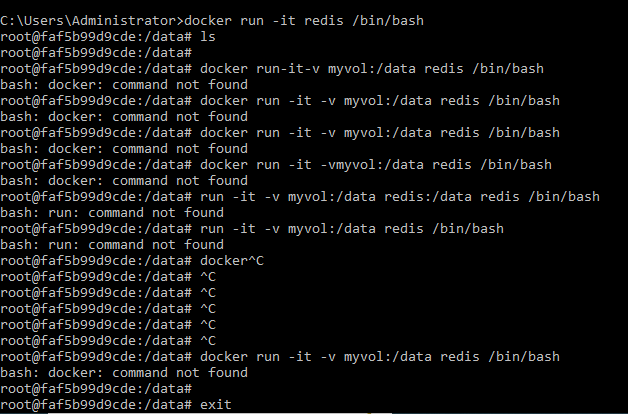 C:\Users\Administrator>docker run -it redis /bin/bash
root@faf5b99d9cde:/data# ls
root@faf5b99d9cde:/data#
root@faf5b99d9cde:/data# docker run-it-v myvol:/data redis /bin/bash
bash: docker: command not found
root@faf5b99d9cde:/data# docker run -it -v myvol:/data redis /bin/bash
bash: docker: command not found
root@faf5b99d9cde:/data# docker run -it -v myvol:/data redis /bin/bash
bash: docker: command not found
root@faf5b99d9cde:/data# docker run -it -vmyvol:/data redis /bin/bash
bash: docker: command not found
root@faf5b99d9cde:/data# run -it -v myvol:/data redis:/data redis /bin/bash
bash: run: command not found
root@faf5b99d9cde:/data# run -it -v myvol:/data redis /bin/bash
bash: run: command not found
root@faf5b99d9cde:/data# docker^C
root@faf5b99d9cde:/data# ^C
root@faf5b99d9cde:/data# ^C
root@faf5b99d9cde:/data# ^C
root@faf5b99d9cde:/data# ^C
root@faf5b99d9cde:/data# ^C
root@faf5b99d9cde:/data# docker run -it -v myvol:/data redis /bin/bash
bash: docker: command not found
root@faf5b99d9cde:/data#
root@faf5b99d9cde:/data# exit